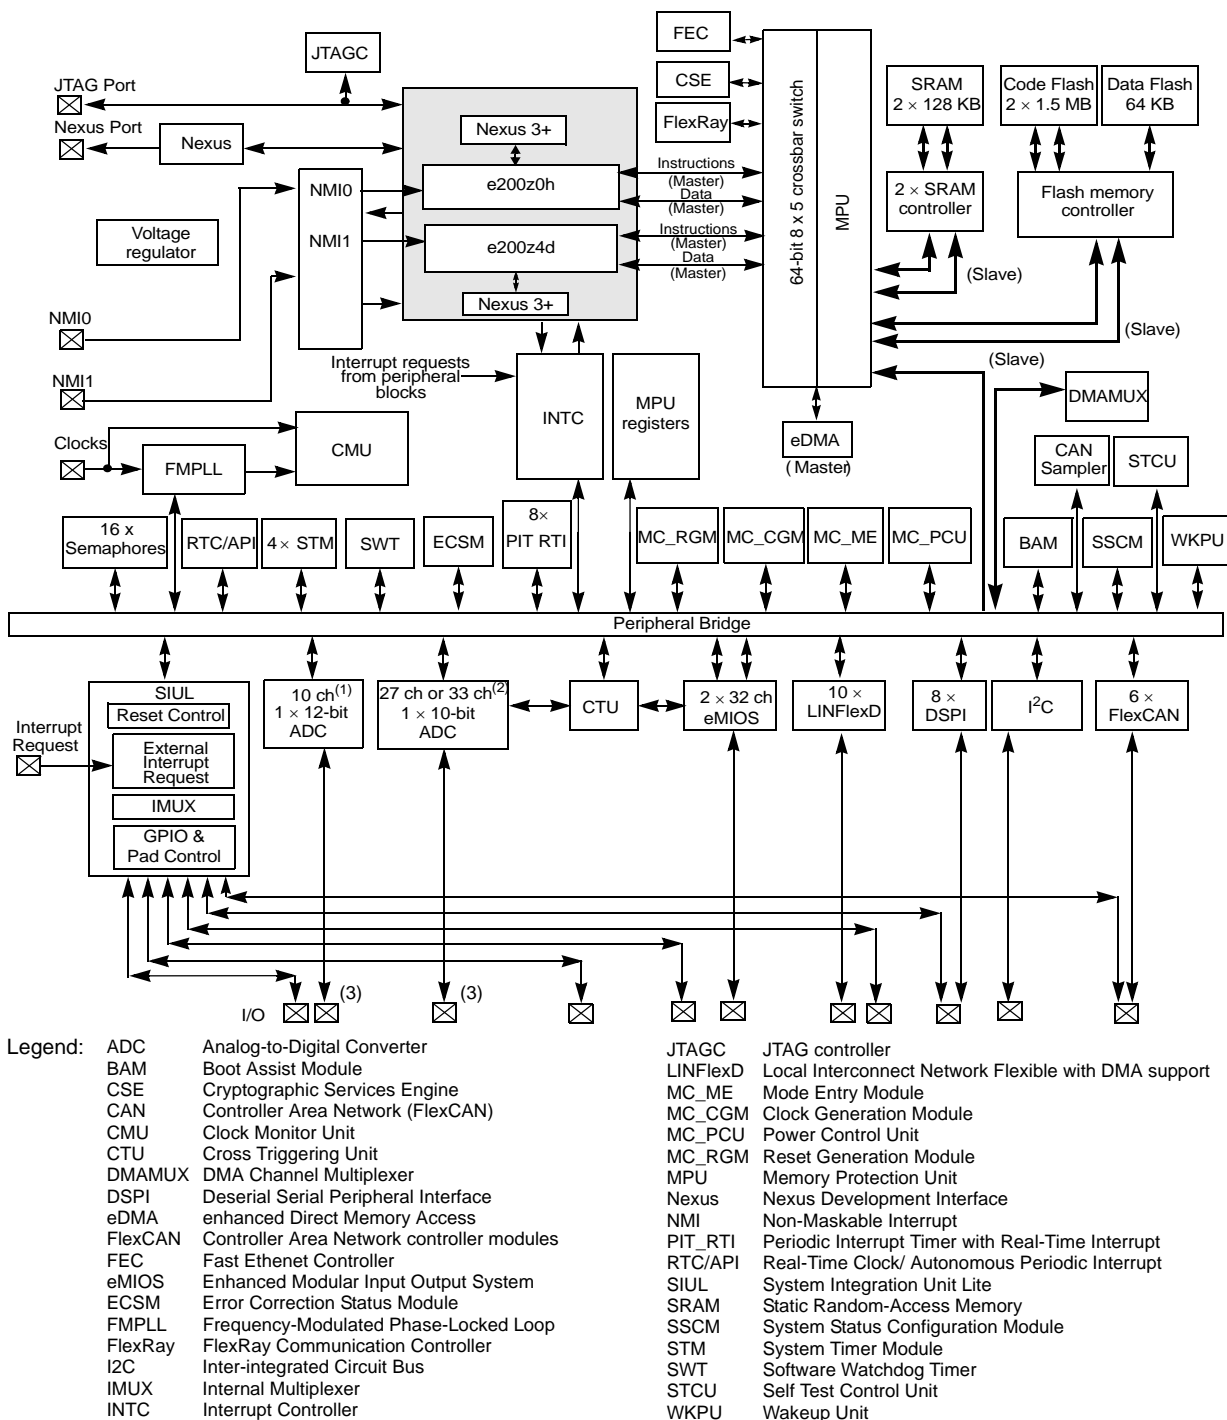 JTAGC
JTAG Port
Nexus Port
Nexus
Nexus 3+
e200z0h
e200z4d
Nexus 3+
NMI0
NMI1
Voltage
regulator
NMI0
NMI1
Clocks
FMPLL
CMU
Interrupt requests
from peripheral
blocks
INTC
MPU
registers
FEC
CSE
FlexRay
Instructions
(Master)
Data
(Master)
Instructions
(Master)
Data
(Master)
64-bit 8 x 5 crossbar switch
MPU
SRAM
2 × 128 KB
Code Flash
2 × 1.5 MB
Data Flash
64 KB
2 × SRAM
controller
Flash memory
controller
(Slave)
(Slave)
(Slave)
eDMA
(Master)
DMAMUX
CAN
Sampler
STCU
16 x
Semaphores
RTC/API
4 × STM
SWT
ECSM
8×
PIT RTI
MC_RGM
MC_CGM
MC_ME
MC_PCU
BAM
SSCM
WKPU
Peripheral Bridge
SIUL
Reset Control
External
Interrupt
Request
IMUX
GPIO &
Pad Control
Interrupt
Request
10 ch(1)
1 × 12-bit
ADC
27 ch or 33 ch(2)
1 × 10-bit
ADC
CTU
2 × 32 ch
eMIOS
10 ×
LINFlexD
8 ×
DSPI
I2C
6 ×
FlexCAN
I/O
(3)
(3)
Legend:
ADC Analog-to-Digital Converter
BAM Boot Assist Module
CSE Cryptographic Services Engine
CAN Controller Area Network (FlexCAN)
CMU Clock Monitor Unit
CTU Cross Triggering Unit
DMAMUX DMA Channel Multiplexer
DSPI Deserial Serial Peripheral Interface
eDMA enhanced Direct Memory Access
FlexCAN Controller Area Network controller modules
FEC Fast Ethenet Controller
eMIOS Enhanced Modular Input Output System
ECSM Error Correction Status Module
FMPLL Frequency-Modulated Phase-Locked Loop
FlexRay FlexRay Communication Controller
I2C Inter-integrated Circuit Bus
IMUX Internal Multiplexer
INTC Interrupt Controller
JTAGC JTAG controller
LINFlexD Local Interconnect Network Flexible with DMA support
MC_ME Mode Entry Module
MC_CGM Clock Generation Module
MC_PCU Power Control Unit
MC_RGM Reset Generation Module
MPU Memory Protection Unit
Nexus Nexus Development Interface
NMI Non-Maskable Interrupt
PIT_RTI Periodic Interrupt Timer with Real-Time Interrupt
RTC/API Real-Time Clock/ Autonomous Periodic Interrupt
SIUL System Integration Unit Lite
SRAM Static Random-Access Memory
SSCM System Status Configuration Module
STM System Timer Module
SWT Software Watchdog Timer
STCU Self Test Control Unit
WKPU Wakeup Unit